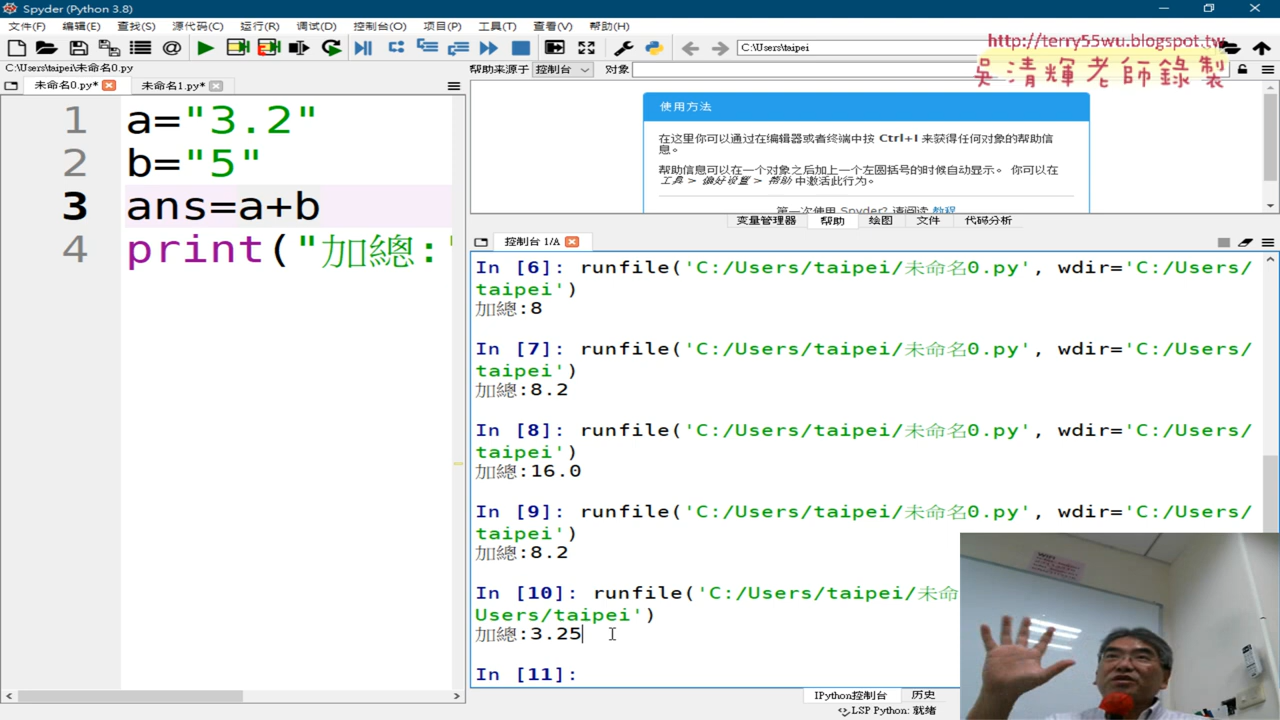 Spyder (Python 3.8)
文件(F) 编辑(E) 查找(S) 源代码(C) 运行(R) 调试(D) 控制台(O) 项目(P) 工具(T) 查看(V) 帮助(H)
C:\Users\taipei
http://terry55wu.blogspot.tw
吳清輝老師錄製
C:\Users\taipei\未命名0.py
帮助来源于 控制台 对象
未命名0.py* 未命名1.py*
1 a="3.2"
2 b="5"
3 ans=a+b
4 print("加總:"
使用方法
在这里你可以通过在编辑器或者终端中按 Ctrl+I 来获得任何对象的帮助信
息。
帮助信息可以在一个对象之后加上一个左圆括号的时候自动显示。 你可以在
工具 > 偏好设置 > 帮助 中激活此行为。
第一次使用 Spyder? 请阅读 教程
变量管理器 帮助 绘图 文件 代码分析
控制台 1/A
In [6]: runfile('C:/Users/taipei/未命名0.py', wdir='C:/Users/
taipei')
加總:8
In [7]: runfile('C:/Users/taipei/未命名0.py', wdir='C:/Users/
taipei')
加總:8.2
In [8]: runfile('C:/Users/taipei/未命名0.py', wdir='C:/Users/
taipei')
加總:16.0
In [9]: runfile('C:/Users/taipei/未命名0.py', wdir='C:/Users/
taipei')
加總:8.2
In [10]: runfile('C:/Users/taipei/未命
Users/taipei')
加總:3.25
In [11]:
IPython控制台 历史
LSP Python: 就绪